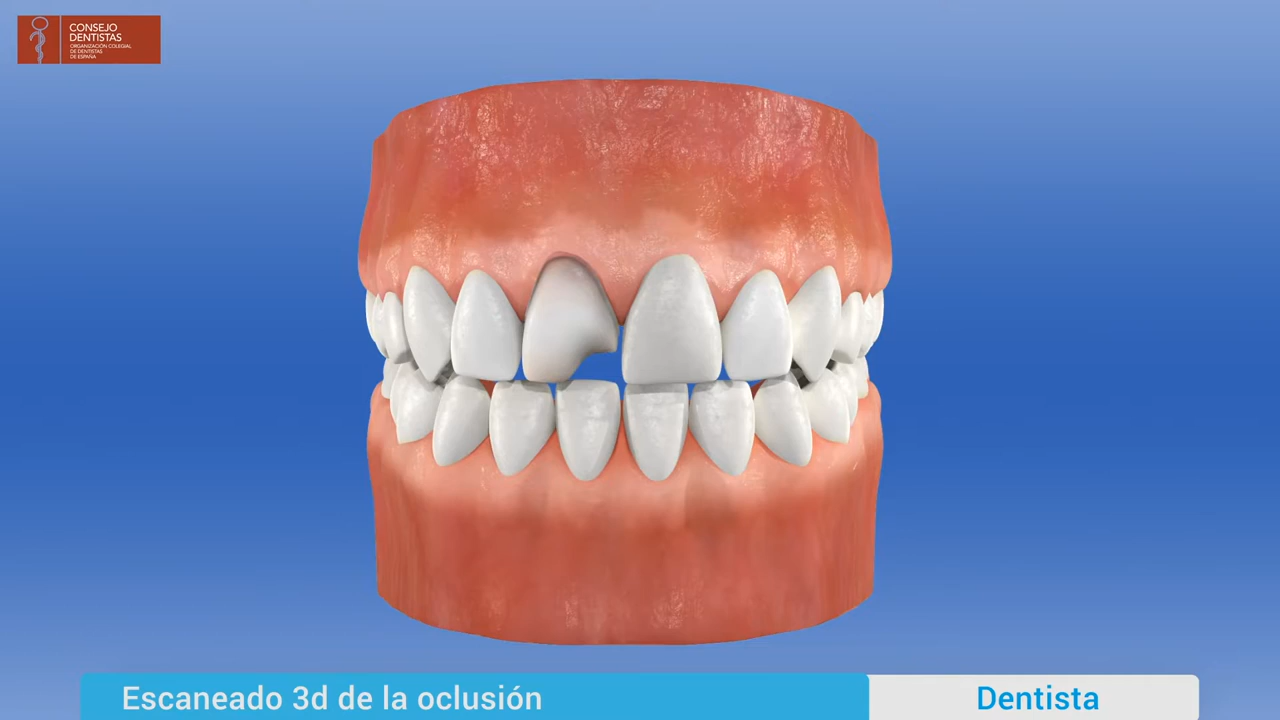 CONSEJO
DENTISTAS
ORGANIZACIÓN COLEGIAL
DE DENTISTAS
DE ESPAÑA
Escaneado 3d de la oclusión
Dentista